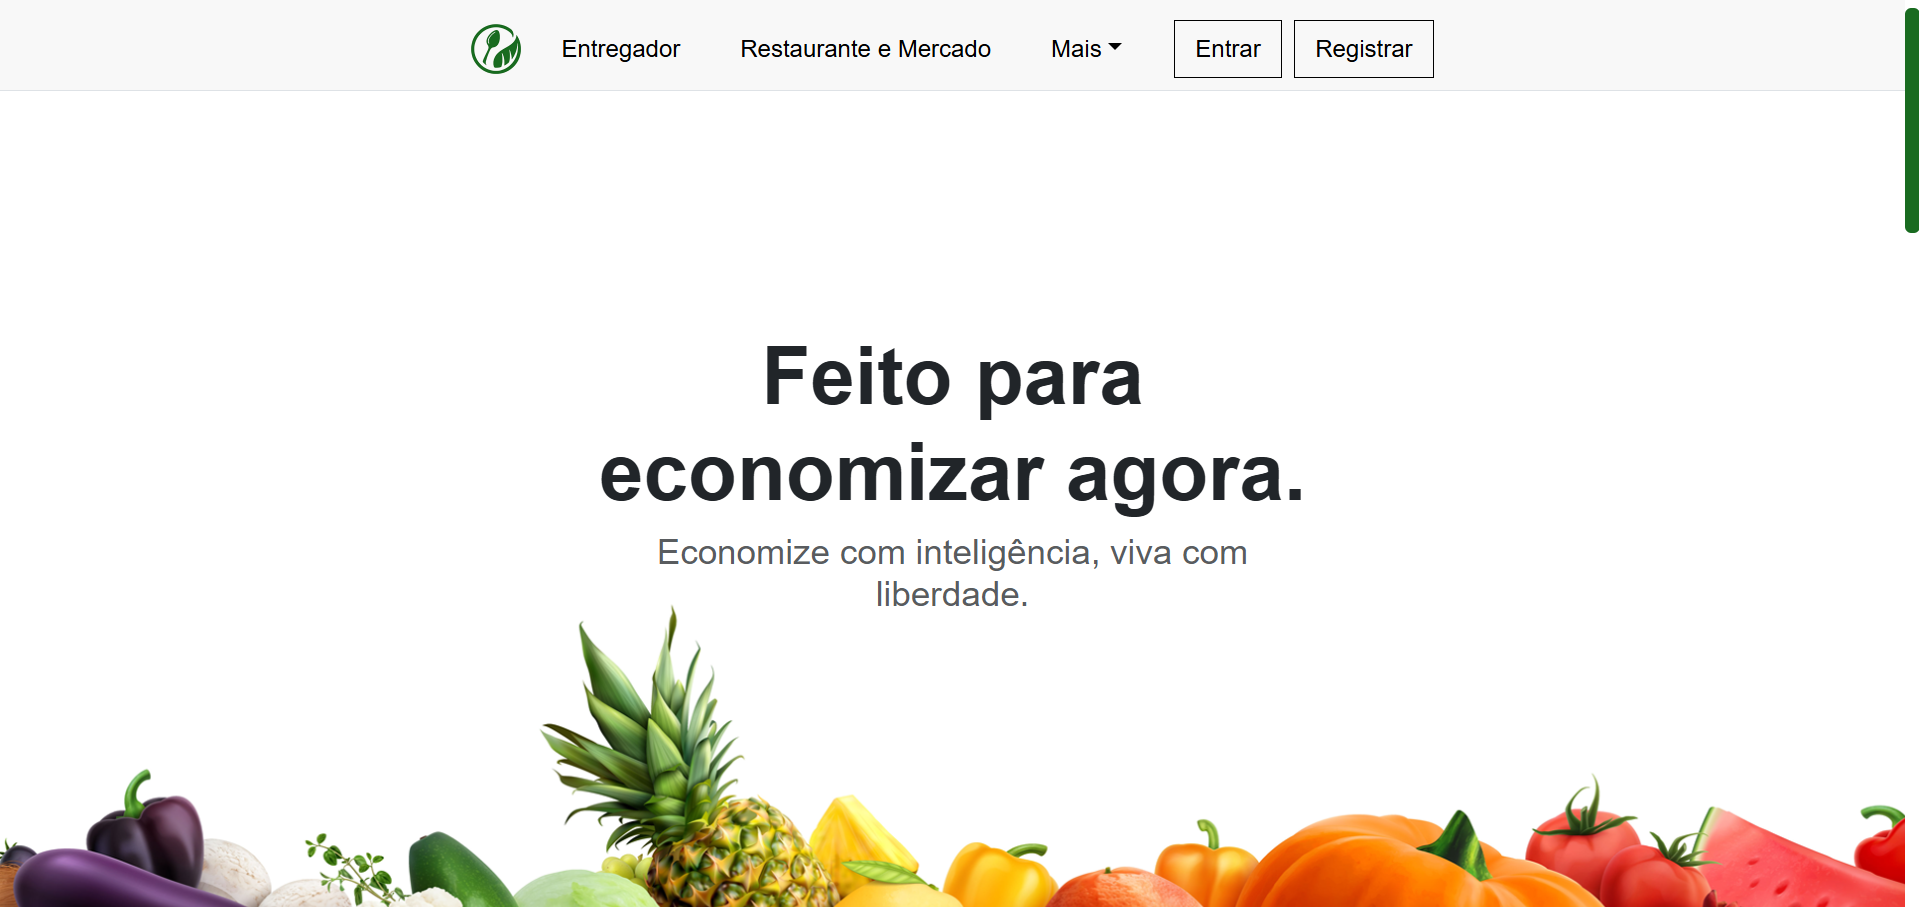 Entregador Restaurante e Mercado Mais Entrar Registrar
Feito para
economizar agora.
Economize com inteligência, viva com
liberdade.